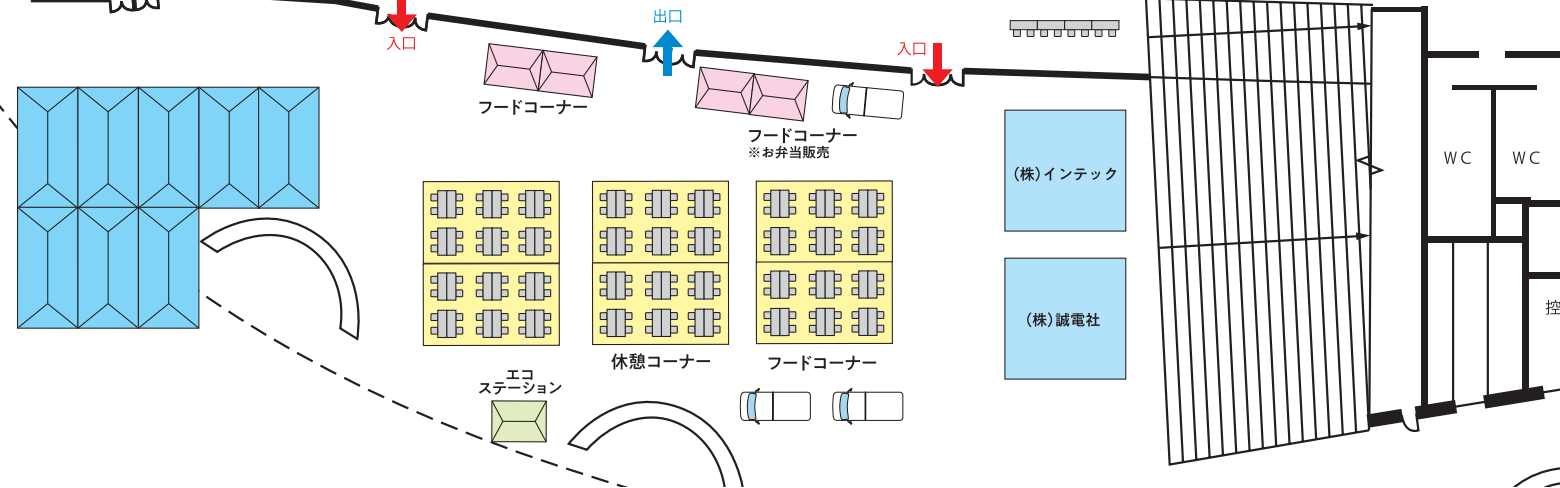 出口
入口
入口
フードコーナー
フードコーナー
※お弁当販売
(株)インテック
WC
WC
控
(株)誠電社
休憩コーナー
フードコーナー
エコ
ステーション